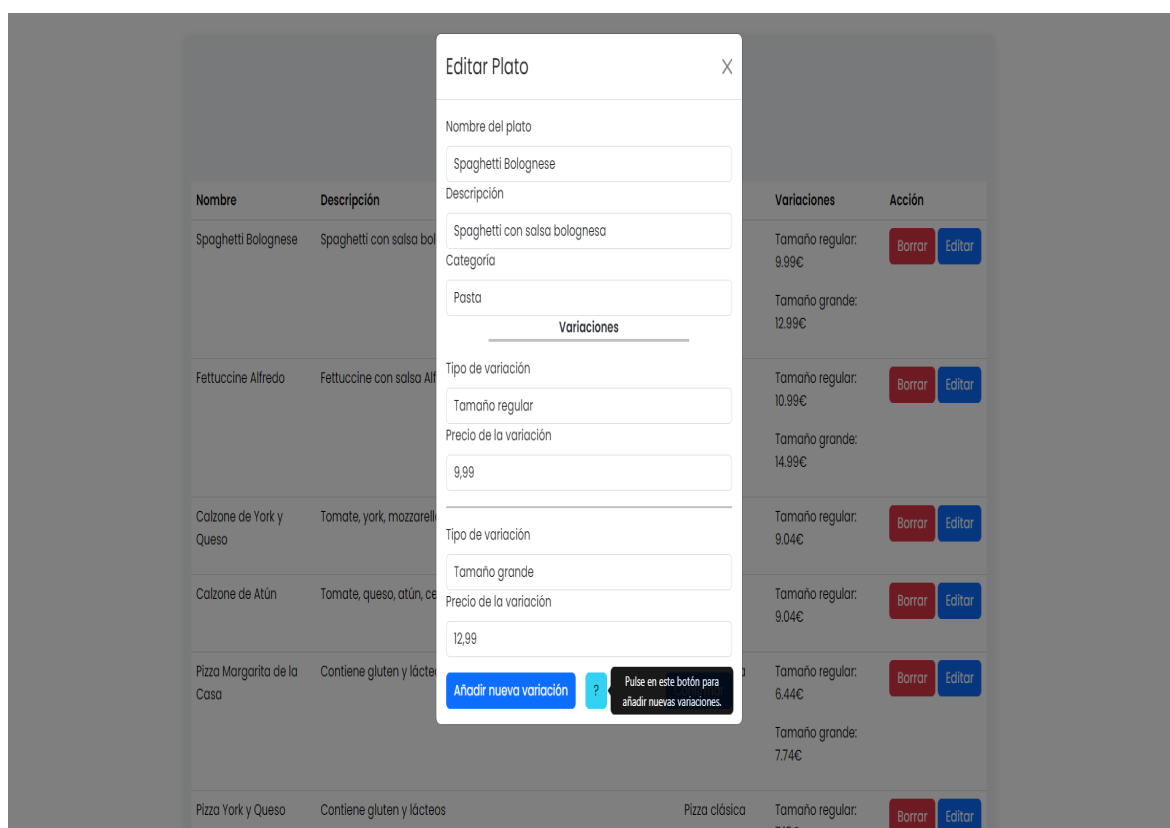 Editar Plato X
Nombre del plato
Spaghetti Bolognese
Descripción
Spaghetti con salsa bolognesa
Categoría
Pasta
Variaciones
Tipo de variación
Tamaño regular
Precio de la variación
9,99
Tipo de variación
Tamaño grande
Precio de la variación
12,99
Añadir nueva variación ?
Pulse en este botón para
añadir nuevas variaciones.
Nombre Descripción Variaciones Acción
Spaghetti Bolognese Spaghetti con salsa bol Tamaño regular: Borrar Editar
9.99€
Tamaño grande:
12.99€
Fettuccine Alfredo Fettuccine con salsa Alf Tamaño regular: Borrar Editar
10.99€
Tamaño grande:
14.99€
Calzone de York y Tomate, york, mozzarell Tamaño regular: Borrar Editar
Queso 9.04€
Calzone de Atún Tomate, queso, atún, ce Tamaño regular: Borrar Editar
9.04€
Pizza Margarita de la Contiene gluten y lácteo Tamaño regular: Borrar Editar
Casa 6.44€
Tamaño grande:
7.74€
Pizza York y Queso Contiene gluten y lácteos Pizza clásica Tamaño regular: Borrar Editar